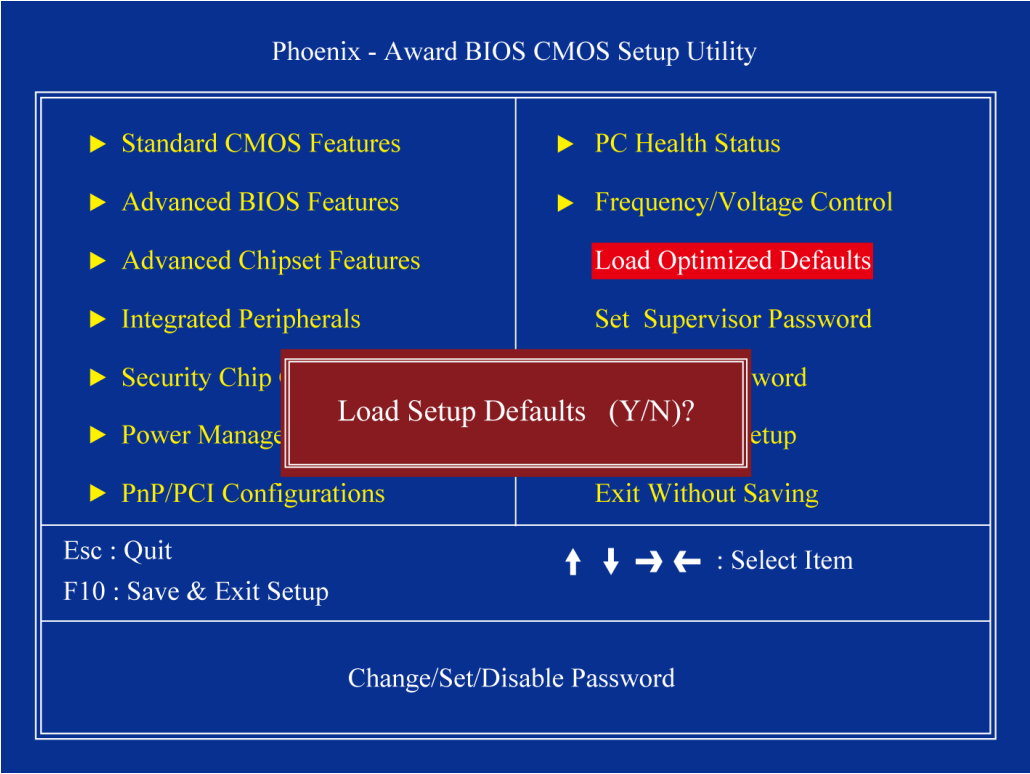 Phoenix - Award BIOS CMOS Setup Utility
Standard CMOS Features
Advanced BIOS Features
Advanced Chipset Features
Integrated Peripherals
Security Chip
Power Manage
PnP/PCI Configurations
PC Health Status
Frequency/Voltage Control
Load Optimized Defaults
Set Supervisor Password
word
etup
Exit Without Saving
Load Setup Defaults (Y/N)?
Esc : Quit
F10 : Save & Exit Setup
: Select Item
Change/Set/Disable Password